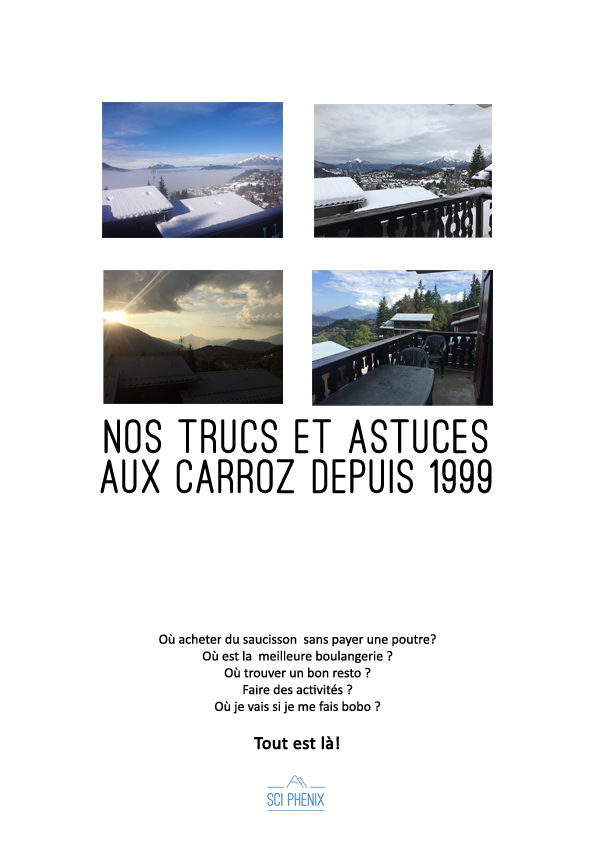 NOS TRUCS ET ASTUCES
AUX CARROZ DEPUIS 1999
Où acheter du saucisson  sans payer une poutre?
Où est la  meilleure boulangerie ?
Où trouver un bon resto ?
Faire des activités ?
Où je vais si je me fais bobo ?
Tout est là!
SCI PHENIX